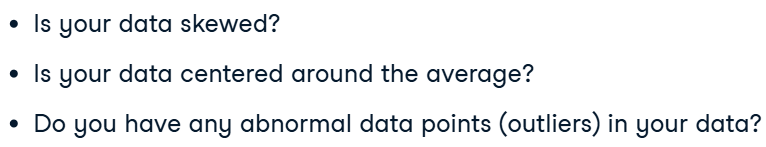 • Is your data skewed?
• Is your data centered around the average?
• Do you have any abnormal data points (outliers) in your data?